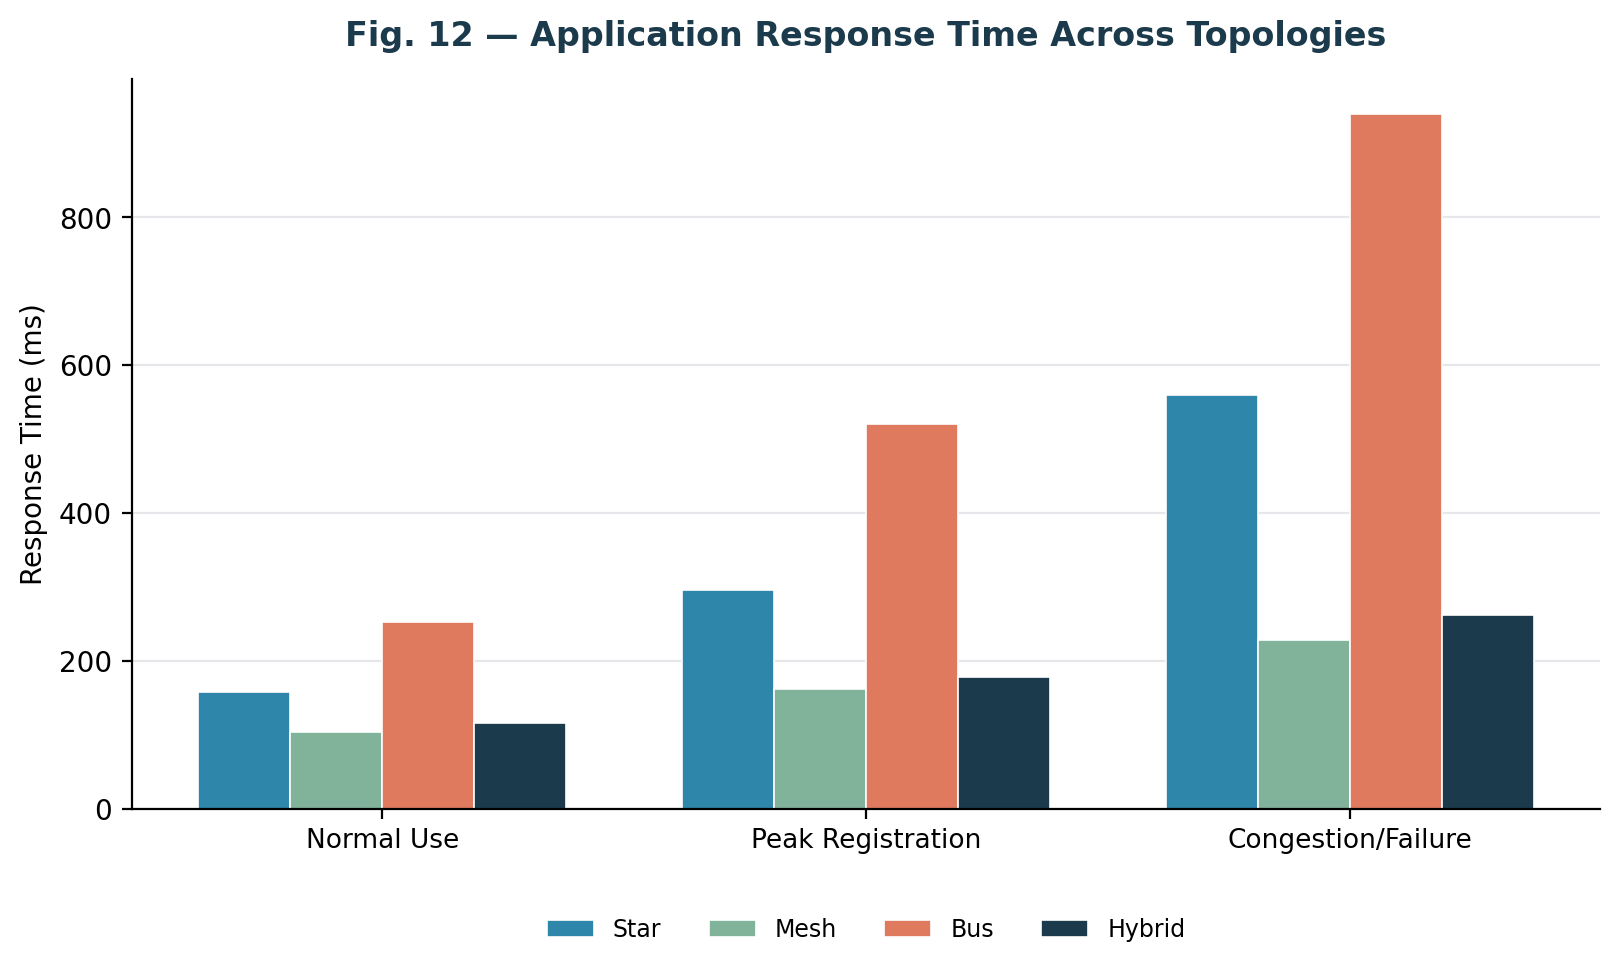 Fig. 12 — Application Response Time Across Topologies
Response Time (ms)
800
600
400
200
0
Normal Use
Peak Registration
Congestion/Failure
Star
Mesh
Bus
Hybrid